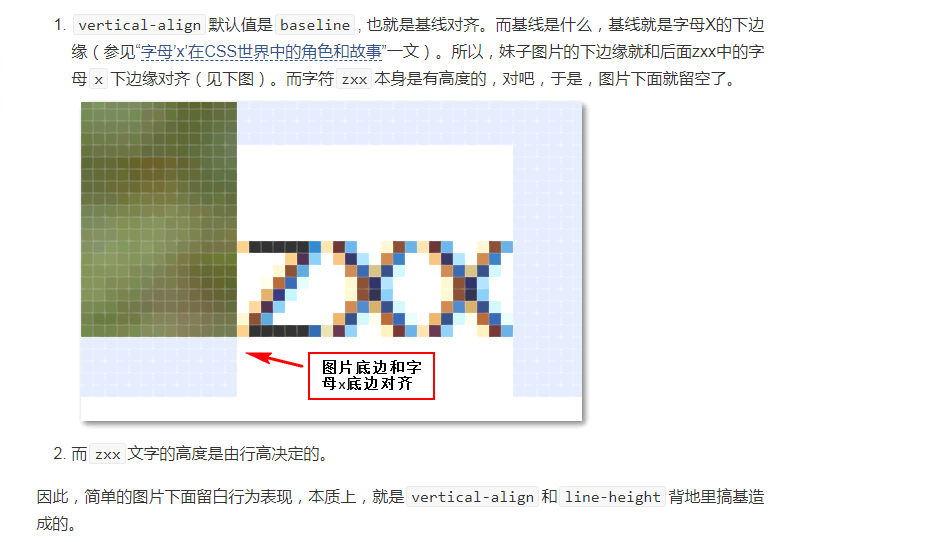 1. vertical-align 默认值是 baseline , 也就是基线对齐。而基线是什么，基线就是字母X的下边
缘（参见“字母'x'在CSS世界中的角色和故事”一文）。所以，妹子图片的下边缘就和后面zxx中的字
母 x 下边缘对齐（见下图）。而字符 zxx 本身是有高度的，对吧，于是，图片下面就留空了。
zxx
图片底边和字
母x底边对齐
2. 而 zxx 文字的高度是由行高决定的。
因此，简单的图片下面留白行为表现，本质上，就是 vertical-align 和 line-height 背地里搞基造
成的。